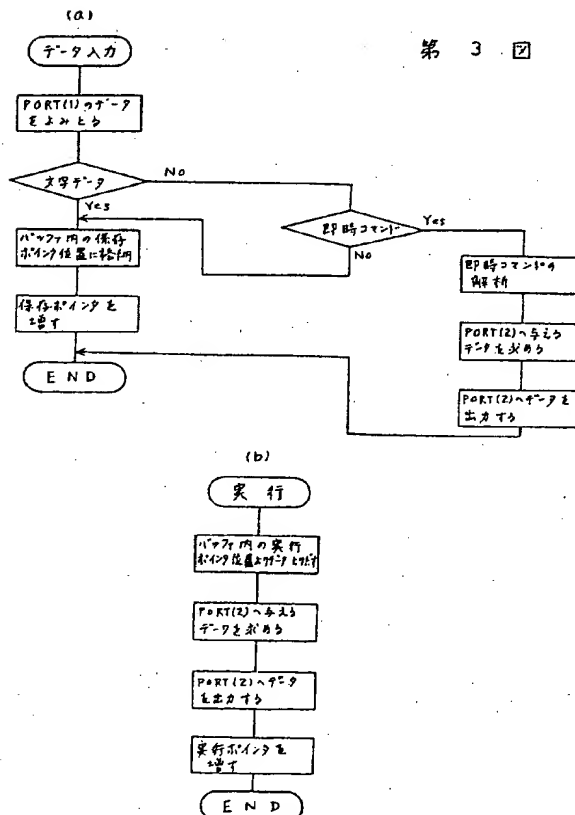 (a)
第 3 図
データ入力
PORT(1)のデータ
をよみとる
文字データ
No
Yes
即時コマンド
Yes
No
バッファ内の保存
ポインタ位置に格納
保存ポインタを
増す
END
即時コマンドの
解析
PORT(2)へ与える
データを求める
PORT(2)へデータを
出力する
(b)
実行
バッファ内の実行
ポインタ位置よりデータとりだす
PORT(2)へ与える
データを求める
PORT(2)へデータ
を出力する
実行ポインタを
増す
END